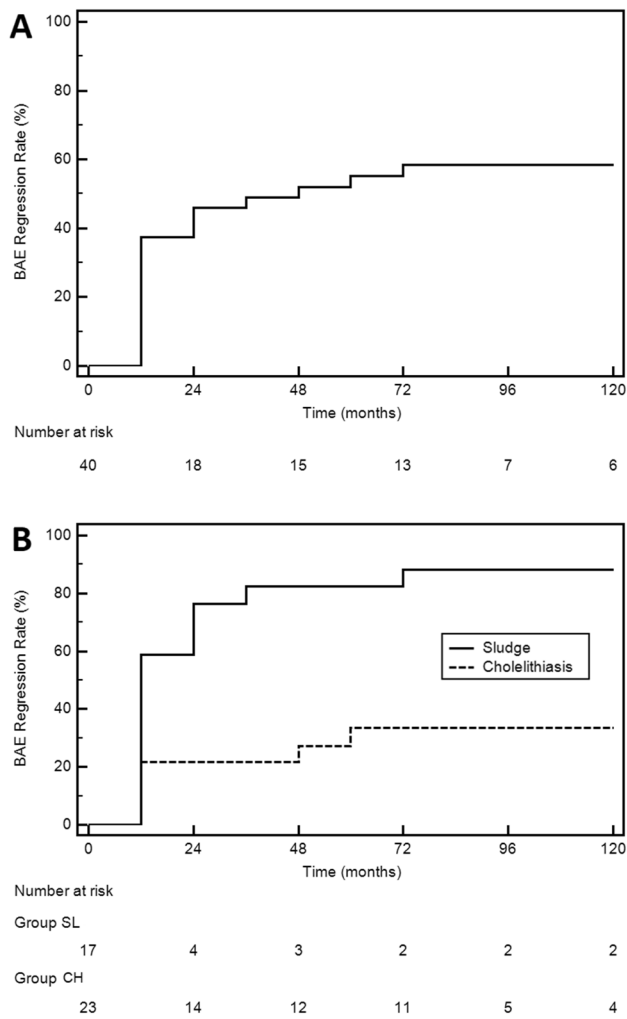 A
BAE Regression Rate (%)
100
80
60
40
20
0
0 24 48 72 96 120
Time (months)
Number at risk
40 18 15 13 7 6
B
BAE Regression Rate (%)
100
80
60
40
20
0
Sludge
Cholelithiasis
0 24 48 72 96 120
Time (months)
Number at risk
Group SL
17 4 3 2 2 2
Group CH
23 14 12 11 5 4